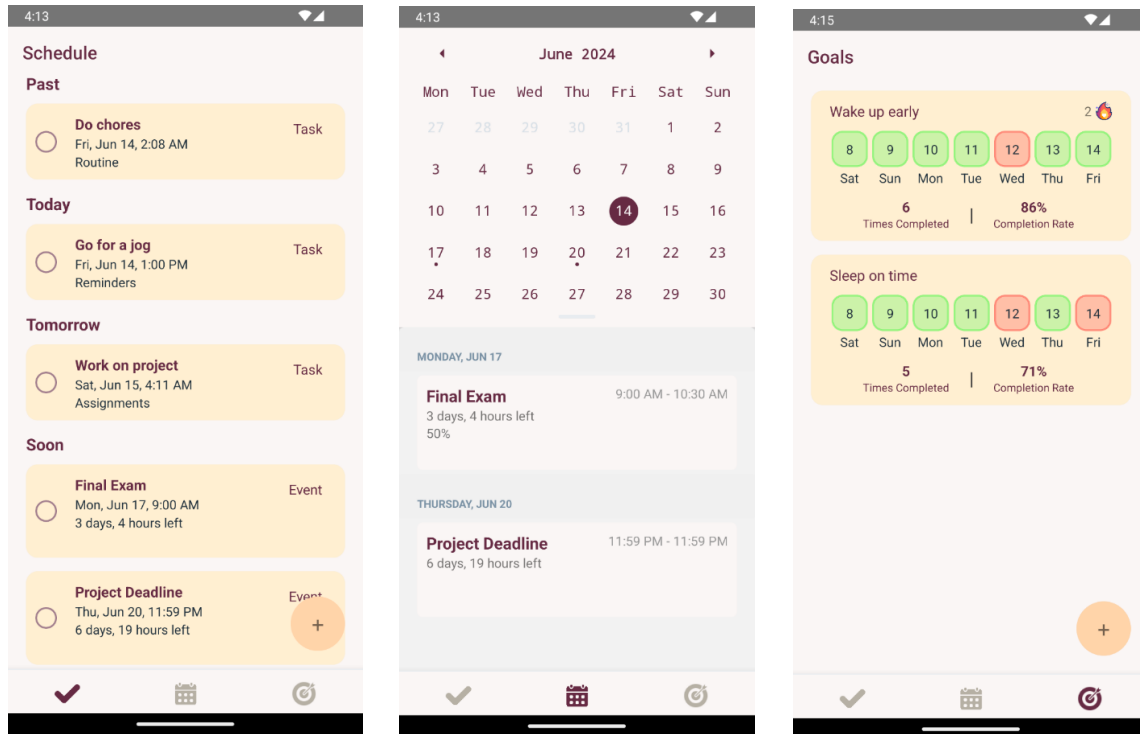 4:13
Schedule
Past
Do chores
Task
Fri, Jun 14, 2:08 AM
Routine
Today
Go for a jog
Task
Fri, Jun 14, 1:00 PM
Reminders
Tomorrow
Work on project
Task
Sat, Jun 15, 4:11 AM
Assignments
Soon
Final Exam
Event
Mon, Jun 17, 9:00 AM
3 days, 4 hours left
Project Deadline
Event
Thu, Jun 20, 11:59 PM
6 days, 19 hours left
+
4:13
June 2024
Mon Tue Wed Thu Fri Sat Sun
27 28 29 30 31 1 2
3 4 5 6 7 8 9
10 11 12 13 14 15 16
17 18 19 20 21 22 23
24 25 26 27 28 29 30
MONDAY, JUN 17
Final Exam 9:00 AM - 10:30 AM
3 days, 4 hours left
50%
THURSDAY, JUN 20
Project Deadline 11:59 PM - 11:59 PM
6 days, 19 hours left
4:15
Goals
Wake up early 2
8 9 10 11 12 13 14
Sat Sun Mon Tue Wed Thu Fri
6 | 86%
Times Completed Completion Rate
Sleep on time
8 9 10 11 12 13 14
Sat Sun Mon Tue Wed Thu Fri
5 | 71%
Times Completed Completion Rate
+